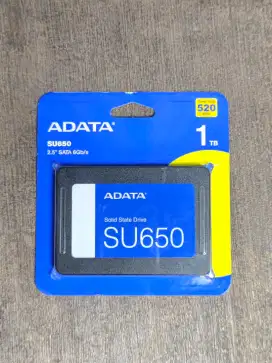 520
ADATA
SU650
2.5" SATA 6Gb/s
1
TB
ADATA
Solid State Drive
SU650